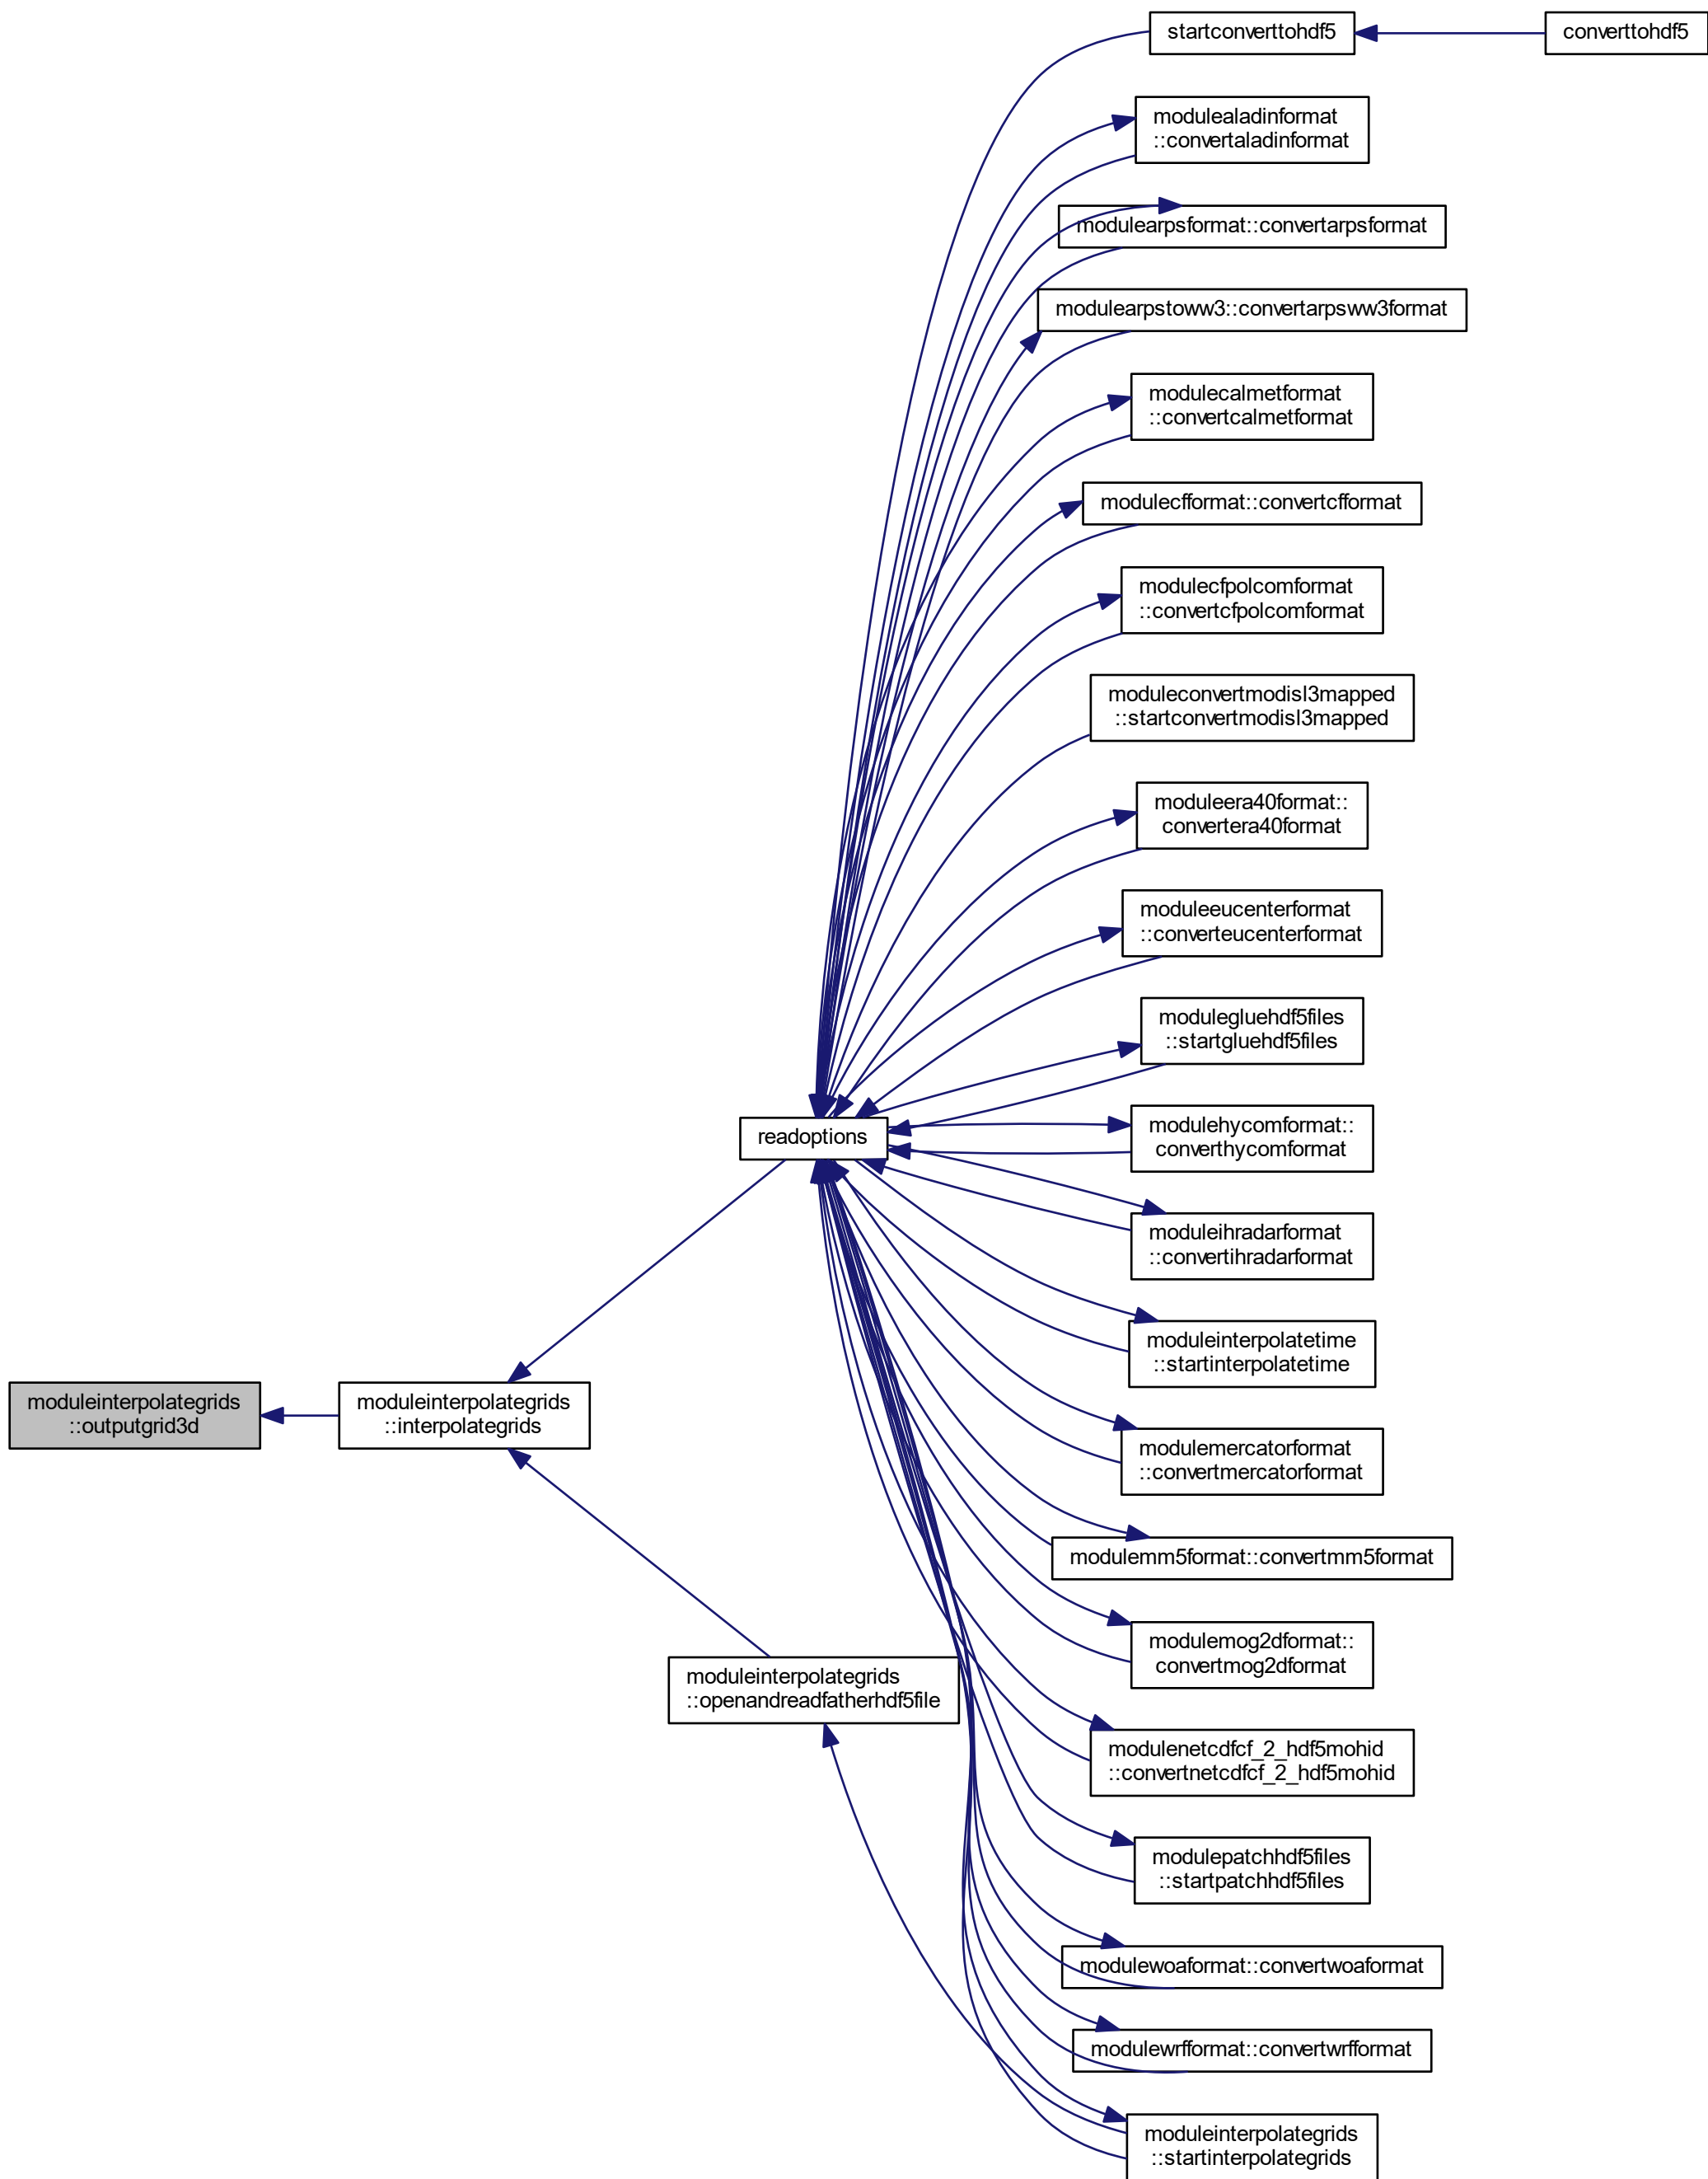 startconverttohdf5
converttohdf5
modulealadinformat
::convertaladinformat
modulearpsformat::convertarpsformat
modulearpstoww3::convertarpsww3format
modulecalmetformat
::convertcalmetformat
modulecfformat::convertcfformat
modulecfpolcomformat
::convertcfpolcomformat
moduleconvertmodisl3mapped
::startconvertmodisl3mapped
moduleera40format::
convertera40format
moduleeucenterformat
::converteucenterformat
modulegluehdf5files
::startgluehdf5files
readoptions
modulehycomformat::
converthycomformat
moduleihradarformat
::convertihradarformat
moduleinterpolatetime
::startinterpolatetime
moduleinterpolategrids
::outputgrid3d
moduleinterpolategrids
::interpolategrids
modulemercatorformat
::convertmercatorformat
modulemm5format::convertmm5format
modulemog2dformat::
convertmog2dformat
moduleinterpolategrids
::openandreadfatherhdf5file
modulenetcdfcf_2_hdf5mohid
::convertnetcdfcf_2_hdf5mohid
modulepatchhdf5files
::startpatchhdf5files
modulewoaformat::convertwoaformat
modulewrfformat::convertwrfformat
moduleinterpolategrids
::startinterpolategrids